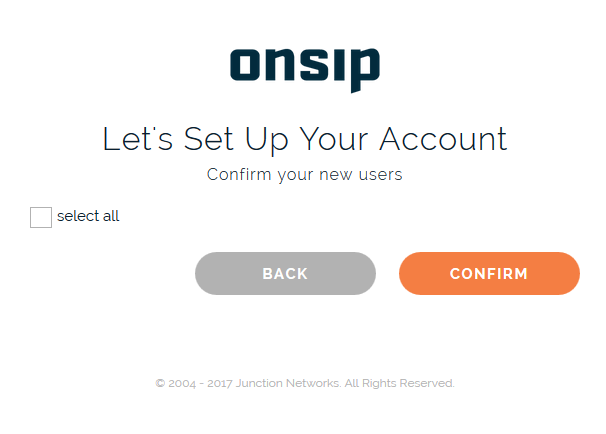 onsip
Let's Set Up Your Account
Confirm your new users
select all
BACK CONFIRM
© 2004 - 2017 Junction Networks. All Rights Reserved.